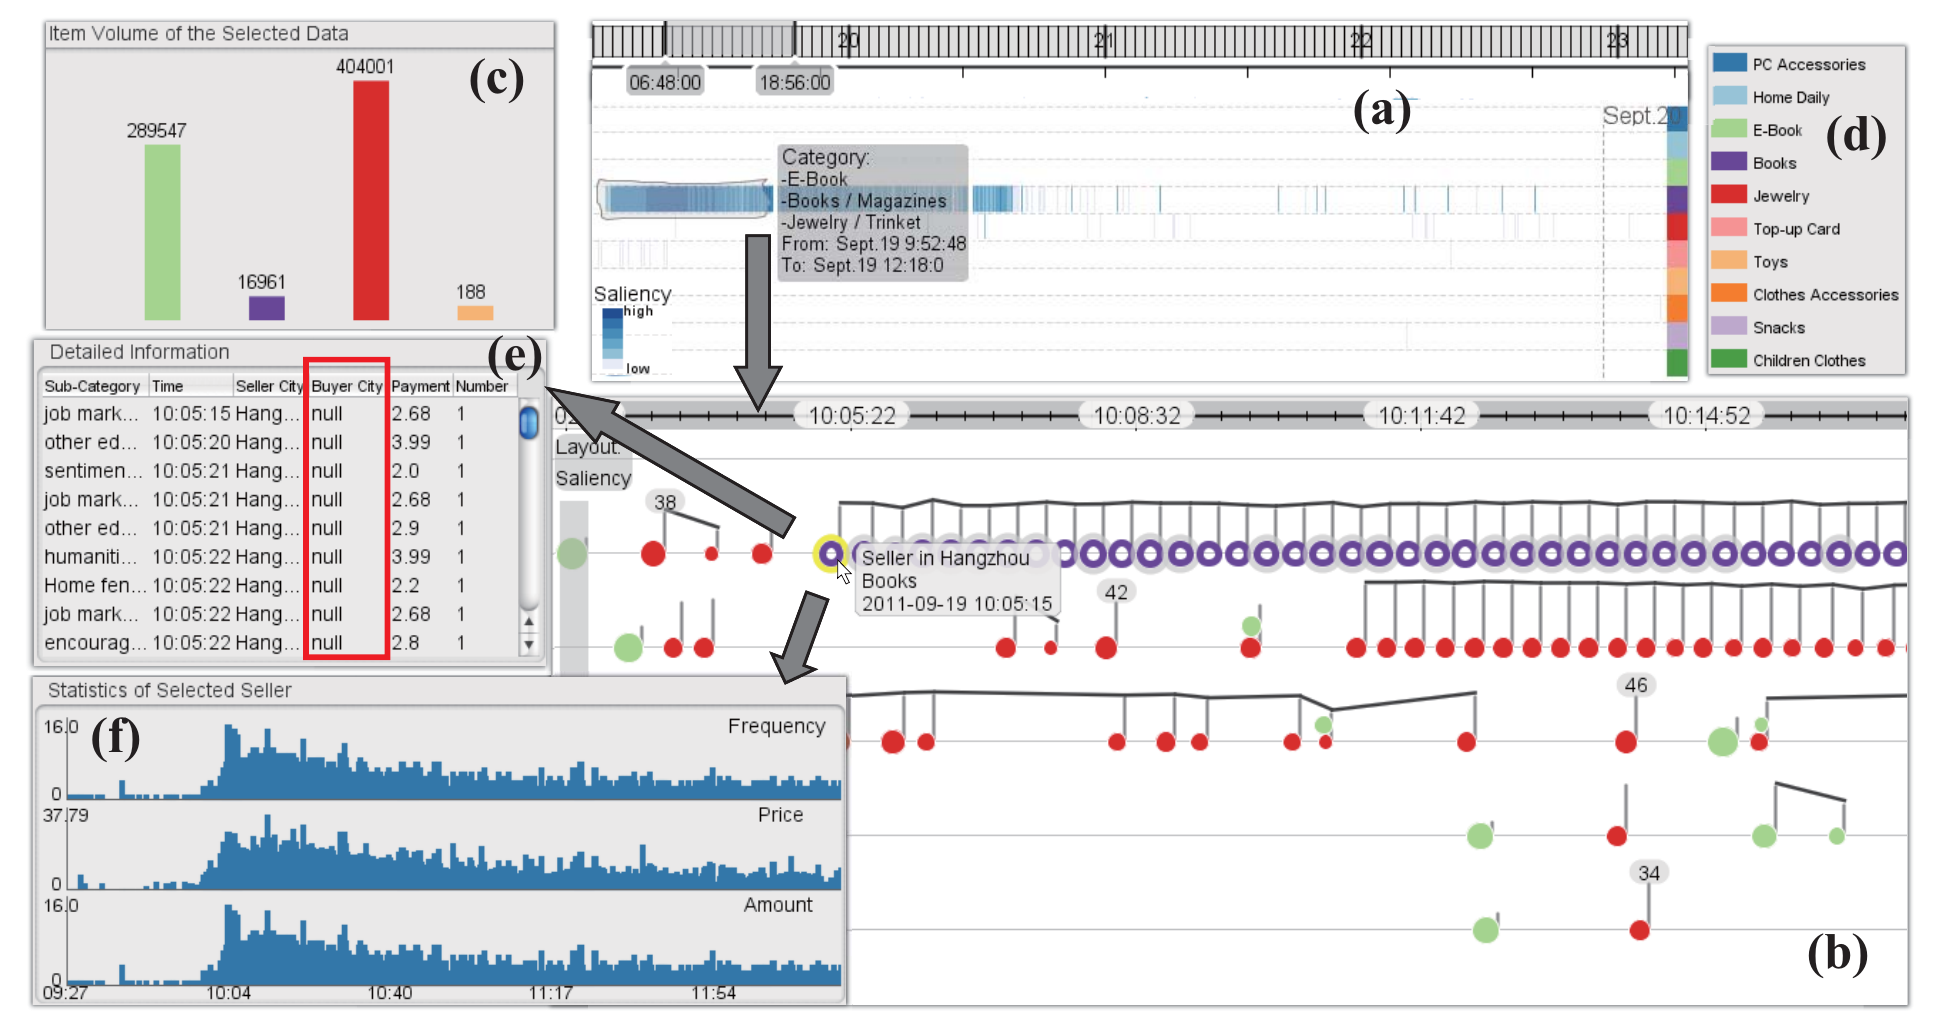 Item Volume of the Selected Data
(c)
404001
289547
16961
188
20
21
22
23
06:48:00
18:56:00
(a)
Sept.20
Category:
-E-Book
-Books / Magazines
-Jewelry / Trinket
From: Sept.19 9:52:48
To: Sept.19 12:18:0
Saliency
high
low
PC Accessories
Home Daily
E-Book
(d)
Books
Jewelry
Top-up Card
Toys
Clothes Accessories
Snacks
Children Clothes
Detailed Information
(e)
Sub-Category Time Seller City Buyer City Payment Number
job mark... 10:05:15 Hang... null 2.68 1
other ed... 10:05:20 Hang... null 3.99 1
sentimen... 10:05:21 Hang... null 2.0 1
job mark... 10:05:21 Hang... null 2.68 1
other ed... 10:05:21 Hang... null 2.9 1
humaniti... 10:05:22 Hang... null 3.99 1
Home fen... 10:05:22 Hang... null 2.2 1
job mark... 10:05:22 Hang... null 2.68 1
encourag... 10:05:22 Hang... null 2.8 1
10:05:22
10:08:32
10:11:42
10:14:52
Layout:
Saliency
38
Seller in Hangzhou
Books
2011-09-19 10:05:15
42
46
34
(b)
Statistics of Selected Seller
(f)
16.0
Frequency
0
37.79
Price
0
16.0
Amount
0
09:27 10:04 10:40 11:17 11:54